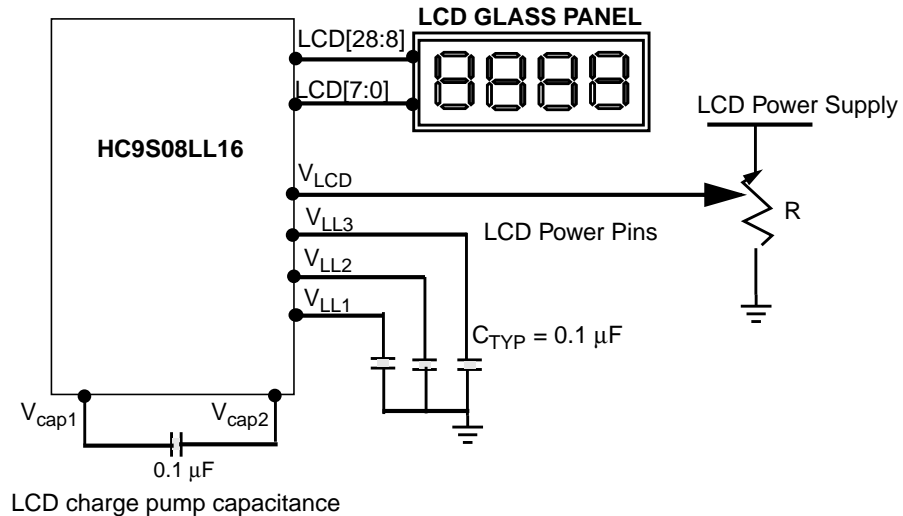 LCD GLASS PANEL
LCD[28:8]
LCD[7:0]
LCD Power Supply
HC9S08LL16
VLCD
R
VLL3
LCD Power Pins
VLL2
VLL1
CTYP = 0.1 μF
Vcap1
Vcap2
0.1 μF
LCD charge pump capacitance